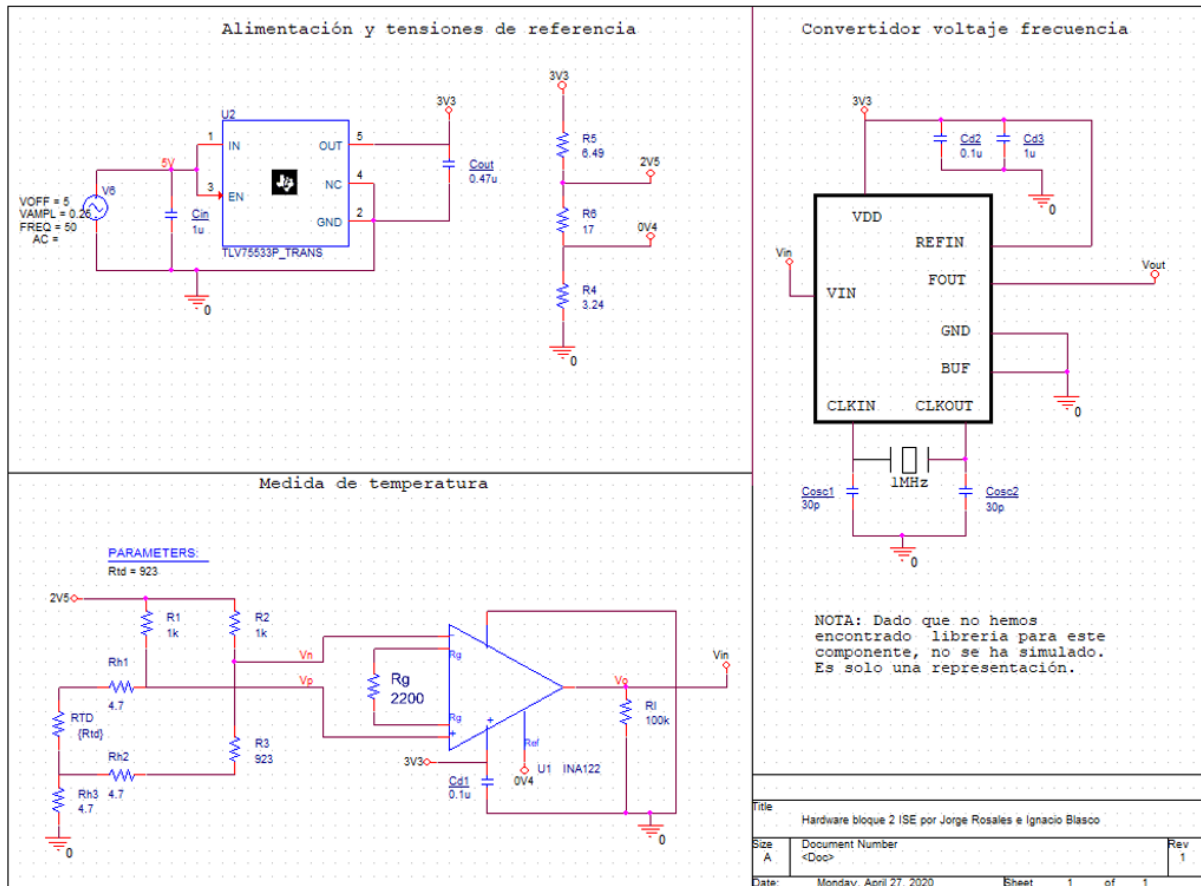 Alimentación y tensiones de referencia
U2
1
IN
3
EN
OUT
5
NC
4
GND
2
TLV75533P_TRANS
5V
V6
VOFF = 5
VAMPL = 0.25
FREQ = 50
AC =
Cin
1u
0
3V3
Cout
0.47u
3V3
R5
6.49
2V5
R6
17
0V4
R4
3.24
0
Convertidor voltaje frecuencia
3V3
Cd2
0.1u
Cd3
1u
0
VDD
REFIN
Vin
VIN
FOUT
Vout
GND
BUF
0
CLKIN
CLKOUT
1MHz
Cosc1
30p
Cosc2
30p
0
NOTA: Dado que no hemos
encontrado libreria para este
componente, no se ha simulado.
Es solo una representación.
Medida de temperatura
PARAMETERS:
Rtd = 923
2V5
R1
1k
R2
1k
Vn
Vp
Rh1
4.7
RTD
{Rtd}
Rh2
4.7
Rh3
4.7
0
R3
923
Rg
2200
-
Rg
Rg
+
+
Ref
U1 INA122
3V3
Cd1
0.1u
0V4
Vo
Vin
Rl
100k
0
Title
Hardware bloque 2 ISE por Jorge Rosales e Ignacio Blasco
Size
A
Document Number
<Doc>
Rev
1
Date:
Monday, April 27, 2020
Sheet
1
of
1